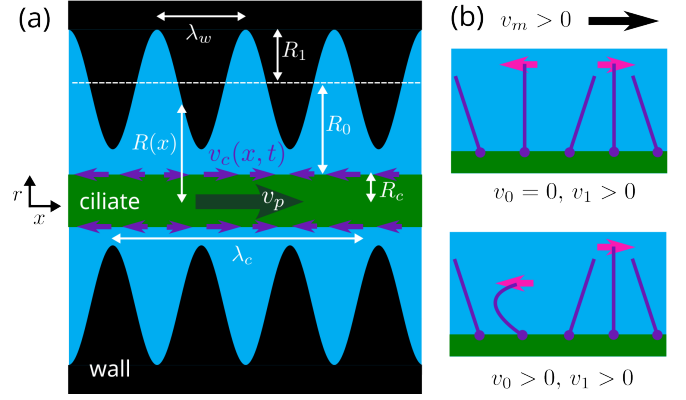 (a)
λ_w
R_1
R_0
R(x)
v_c(x, t)
R_c
r
x
ciliate
v_p
λ_c
wall
(b)
v_m > 0
v_0 = 0, v_1 > 0
v_0 > 0, v_1 > 0